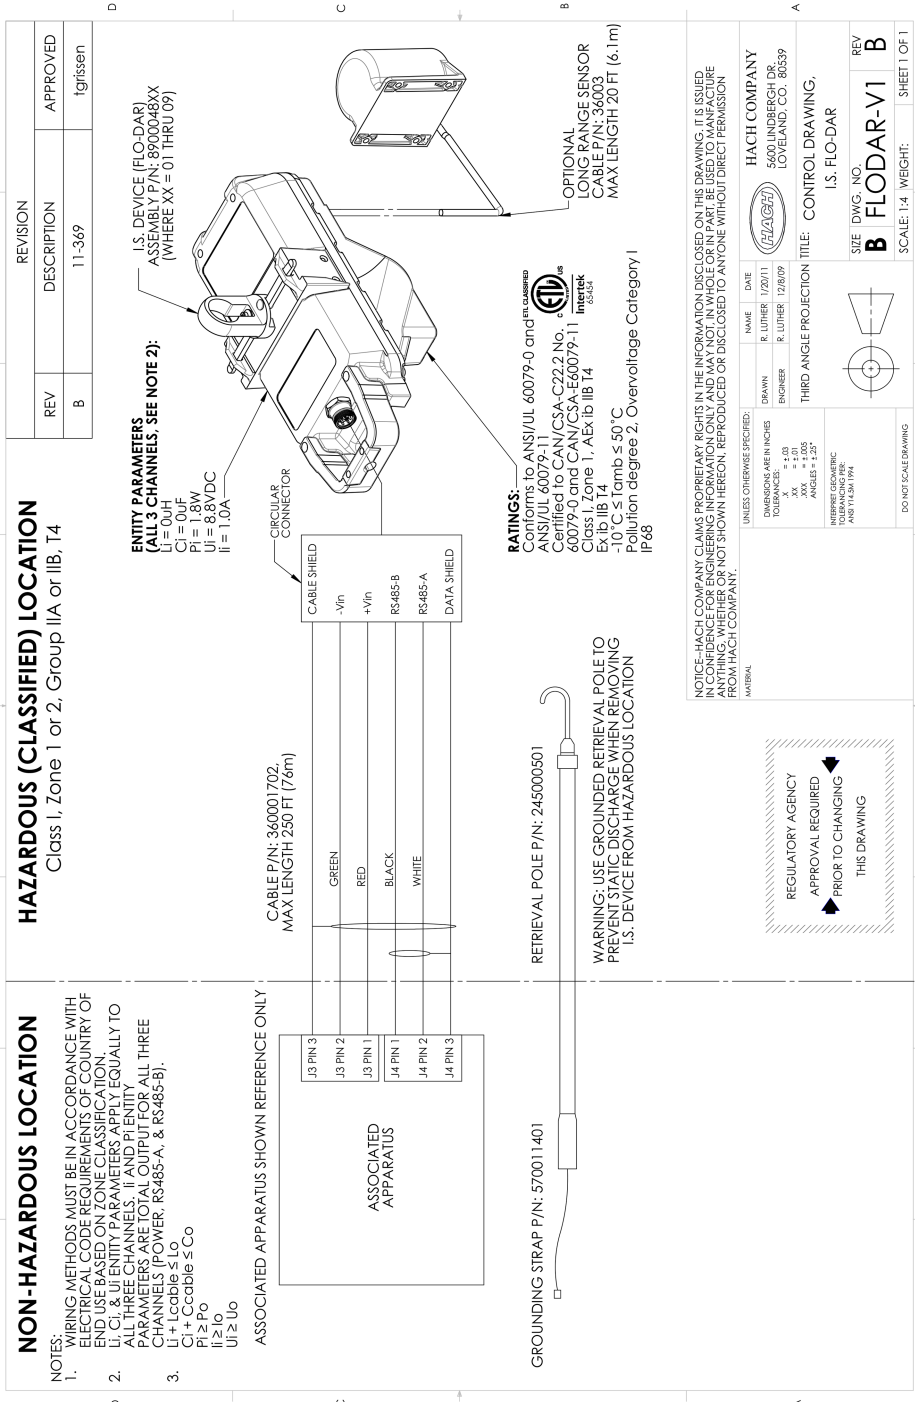 NON-HAZARDOUS LOCATION
NOTES:
1. WIRING METHODS MUST BE IN ACCORDANCE WITH
ELECTRICAL CODE REQUIREMENTS OF COUNTRY OF
END USE BASED ON ZONE CLASSIFICATION.
2. Li, Ci, & Ui ENTITY PARAMETERS APPLY EQUALLY TO
ALL THREE CHANNELS. Ii AND Pi ENTITY
PARAMETERS ARE TOTAL OUTPUT FOR ALL THREE
CHANNELS (POWER, RS485-A, & RS485-B).
3. Li + Lcable ≤ Lo
Ci + Ccable ≤ Co
Pi ≥ Po
Ii ≥ Io
Ui ≥ Uo
ASSOCIATED APPARATUS SHOWN REFERENCE ONLY
ASSOCIATED
APPARATUS
J3 PIN 3
J3 PIN 2
J3 PIN 1
J4 PIN 1
J4 PIN 2
J4 PIN 3
GROUNDING STRAP P/N: 570011401
HAZARDOUS (CLASSIFIED) LOCATION
Class I, Zone 1 or 2, Group IIA or IIB, T4
CABLE P/N: 360001702,
MAX LENGTH 250 FT (76m)
GREEN
RED
BLACK
WHITE
CIRCULAR
CONNECTOR
CABLE SHIELD
-Vin
+Vin
RS485-B
RS485-A
DATA SHIELD
RETRIEVAL POLE P/N: 245000501
WARNING: USE GROUNDED RETRIEVAL POLE TO
PREVENT STATIC DISCHARGE WHEN REMOVING
I.S. DEVICE FROM HAZARDOUS LOCATION
ENTITY PARAMETERS
(ALL 3 CHANNELS, SEE NOTE 2):
Li = 0uH
Ci = 0uF
Pi = 1.8W
Ui = 8.8VDC
Ii = 1.0A
I.S. DEVICE (FLO-DAR)
ASSEMBLY P/N: 8900048XX
(WHERE XX = 01 THRU 09)
OPTIONAL
LONG RANGE SENSOR
CABLE P/N: 36003
MAX LENGTH 20 FT (6.1m)
RATINGS:
Conforms to ANSI/UL 60079-0 and
ANSI/UL 60079-11
Certified to CAN/CSA-C22.2 No.
60079-0 and CAN/CSA-E60079-11
Class I, Zone 1, AEx ib IIB T4
Ex ib IIB T4
-10°C ≤ Tamb ≤ 50°C
Pollution degree 2, Overvoltage Category I
IP68
ETL CLASSIFIED
ETL
C US
Intertek
65454
REVISION
REV DESCRIPTION APPROVED
B 11-369 tgrissen
D
C
B
A
REGULATORY AGENCY
APPROVAL REQUIRED
PRIOR TO CHANGING
THIS DRAWING
NOTICE--HACH COMPANY CLAIMS PROPRIETARY RIGHTS IN THE INFORMATION DISCLOSED ON THIS DRAWING. IT IS ISSUED
IN CONFIDENCE FOR ENGINEERING INFORMATION ONLY AND MAY NOT, IN WHOLE OR IN PART, BE USED TO MANFACTURE
ANYTHING, WHETHER OR NOT SHOWN HEREON, REPRODUCED OR DISCLOSED TO ANYONE WITHOUT DIRECT PERMISSION
FROM HACH COMPANY.
MATERIAL
UNLESS OTHERWISE SPECIFIED:
DIMENSIONS ARE IN INCHES
TOLERANCES:
.X = ±.03
.XX = ±.01
.XXX = ±.005
ANGLES = ±.25°
INTERPRET GEOMETRIC
TOLERANCING PER:
ANSI Y14.5M 1994
DO NOT SCALE DRAWING
NAME DATE
DRAWN R. LUTHER 1/20/11
ENGINEER R. LUTHER 12/8/09
THIRD ANGLE PROJECTION
HACH
HACH COMPANY
5600 LINDBERGH DR.
LOVELAND, CO. 80539
TITLE: CONTROL DRAWING,
I.S. FLO-DAR
SIZE DWG. NO. REV
B FLODAR-V1 B
SCALE: 1:4 WEIGHT: SHEET 1 OF 1